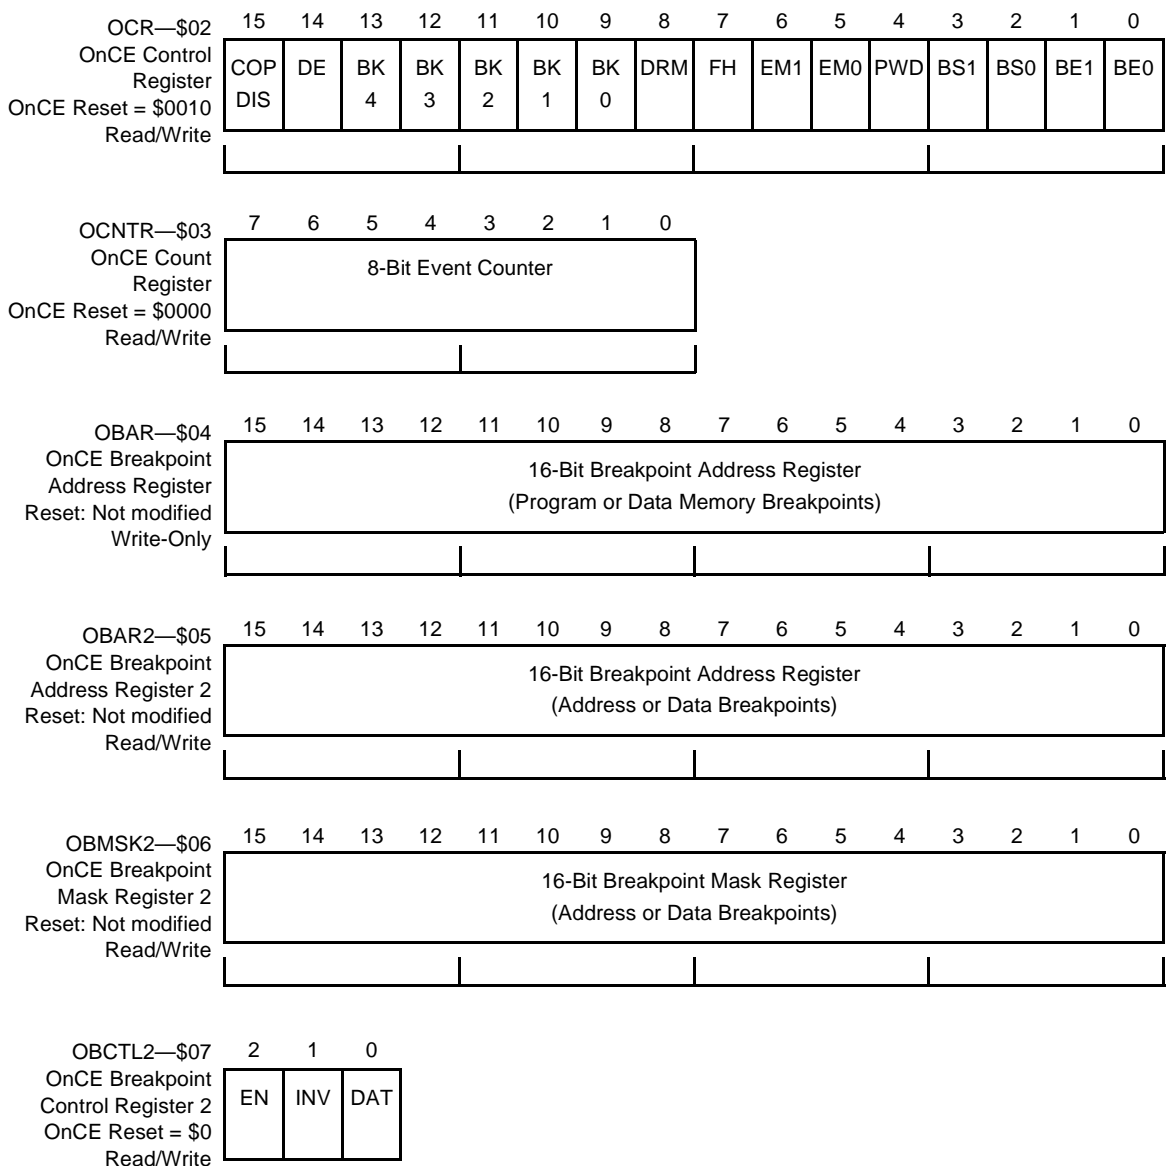 OCR—$02
OnCE Control
Register
OnCE Reset = $0010
Read/Write
15 14 13 12 11 10 9 8 7 6 5 4 3 2 1 0
COP DE BK BK BK BK BK DRM FH EM1 EM0 PWD BS1 BS0 BE1 BE0
DIS 4 3 2 1 0
OCNTR—$03
OnCE Count
Register
OnCE Reset = $0000
Read/Write
7 6 5 4 3 2 1 0
8-Bit Event Counter
OBAR—$04
OnCE Breakpoint
Address Register
Reset: Not modified
Write-Only
15 14 13 12 11 10 9 8 7 6 5 4 3 2 1 0
16-Bit Breakpoint Address Register
(Program or Data Memory Breakpoints)
OBAR2—$05
OnCE Breakpoint
Address Register 2
Reset: Not modified
Read/Write
15 14 13 12 11 10 9 8 7 6 5 4 3 2 1 0
16-Bit Breakpoint Address Register
(Address or Data Breakpoints)
OBMSK2—$06
OnCE Breakpoint
Mask Register 2
Reset: Not modified
Read/Write
15 14 13 12 11 10 9 8 7 6 5 4 3 2 1 0
16-Bit Breakpoint Mask Register
(Address or Data Breakpoints)
OBCTL2—$07
OnCE Breakpoint
Control Register 2
OnCE Reset = $0
Read/Write
2 1 0
EN INV DAT